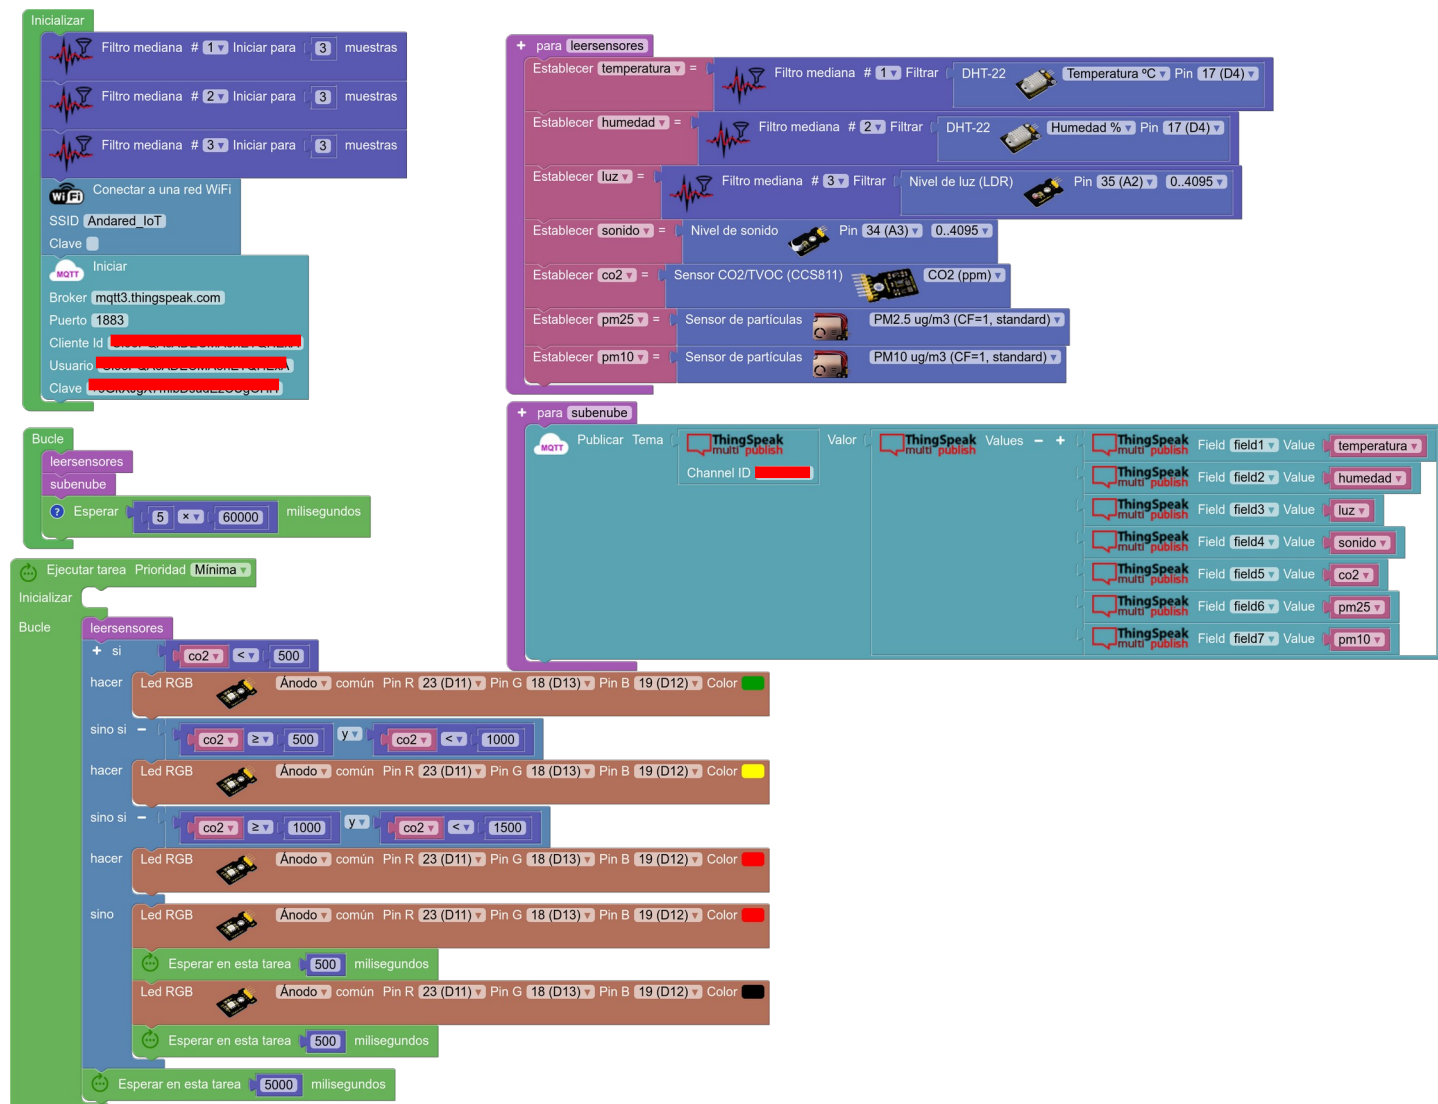 Inicializar
Filtro mediana # 1 Iniciar para 3 muestras
Filtro mediana # 2 Iniciar para 3 muestras
Filtro mediana # 3 Iniciar para 3 muestras
WiFi Conectar a una red WiFi
SSID Andared_IoT
Clave
MQTT Iniciar
Broker mqtt3.thingspeak.com
Puerto 1883
Cliente Id
Usuario
Clave
Bucle
leersensores
subenube
? Esperar 5 × 60000 milisegundos
Ejecutar tarea Prioridad Mínima
Inicializar
Bucle
leersensores
+ si co2 < 500
hacer Led RGB Ánodo común Pin R 23 (D11) Pin G 18 (D13) Pin B 19 (D12) Color
sino si − co2 ≥ 500 y co2 < 1000
hacer Led RGB Ánodo común Pin R 23 (D11) Pin G 18 (D13) Pin B 19 (D12) Color
sino si − co2 ≥ 1000 y co2 < 1500
hacer Led RGB Ánodo común Pin R 23 (D11) Pin G 18 (D13) Pin B 19 (D12) Color
sino Led RGB Ánodo común Pin R 23 (D11) Pin G 18 (D13) Pin B 19 (D12) Color
Esperar en esta tarea 500 milisegundos
Led RGB Ánodo común Pin R 23 (D11) Pin G 18 (D13) Pin B 19 (D12) Color
Esperar en esta tarea 500 milisegundos
Esperar en esta tarea 5000 milisegundos
+ para leersensores
Establecer temperatura = Filtro mediana # 1 Filtrar DHT-22 Temperatura ºC Pin 17 (D4)
Establecer humedad = Filtro mediana # 2 Filtrar DHT-22 Humedad % Pin 17 (D4)
Establecer luz = Filtro mediana # 3 Filtrar Nivel de luz (LDR) Pin 35 (A2) 0..4095
Establecer sonido = Nivel de sonido Pin 34 (A3) 0..4095
Establecer co2 = Sensor CO2/TVOC (CCS811) CO2 (ppm)
Establecer pm25 = Sensor de partículas PM2.5 ug/m3 (CF=1, standard)
Establecer pm10 = Sensor de partículas PM10 ug/m3 (CF=1, standard)
+ para subenube
MQTT Publicar Tema ThingSpeak multi publish Valor ThingSpeak multi publish Values − + ThingSpeak multi publish Field field1 Value temperatura
Channel ID
ThingSpeak multi publish Field field2 Value humedad
ThingSpeak multi publish Field field3 Value luz
ThingSpeak multi publish Field field4 Value sonido
ThingSpeak multi publish Field field5 Value co2
ThingSpeak multi publish Field field6 Value pm25
ThingSpeak multi publish Field field7 Value pm10